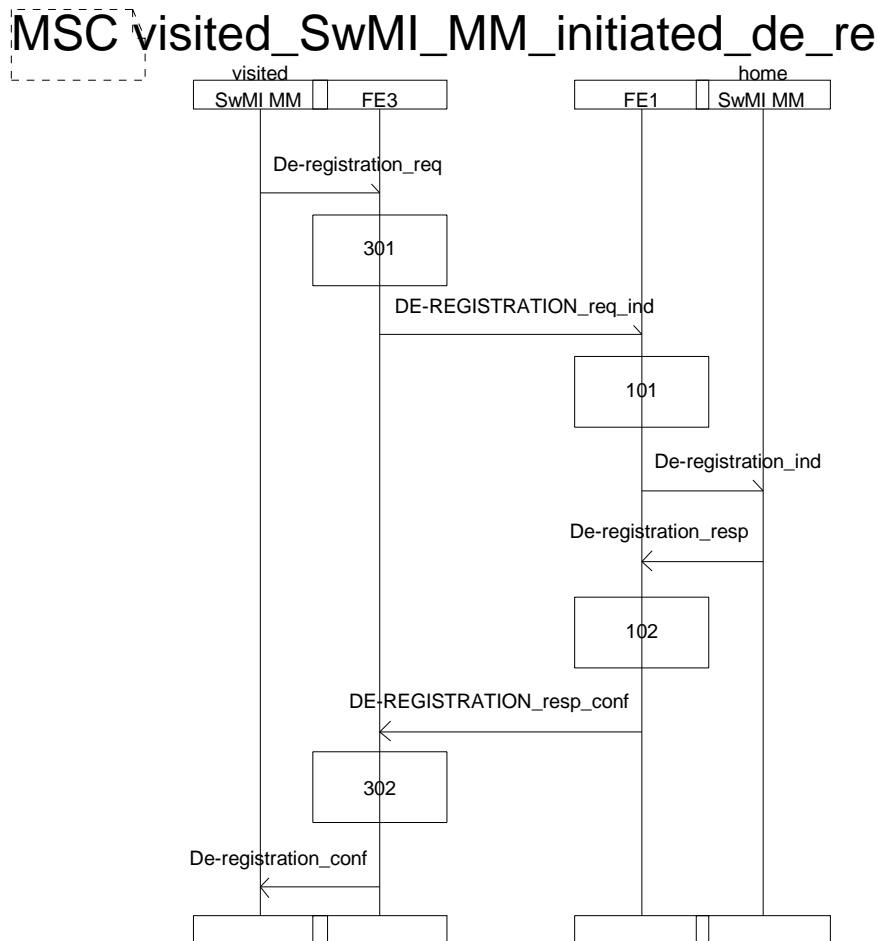 MSC visited_SwMI_MM_initiated_de_re
visited
SwMI MM
FE3
FE1
home
SwMI MM
De-registration_req
301
DE-REGISTRATION_req_ind
101
De-registration_ind
De-registration_resp
102
DE-REGISTRATION_resp_conf
302
De-registration_conf